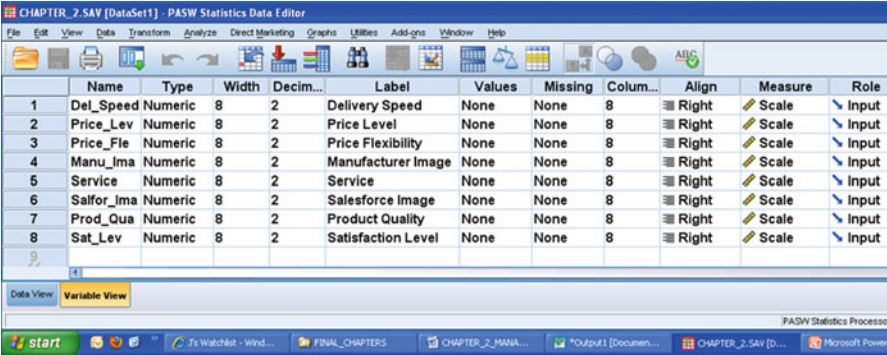 CHAPTER_2.SAV [DataSet1] - PASW Statistics Data Editor
File Edit View Data Transform Analyze Direct Marketing Graphs Utilities Add-ons Window Help
ABC
Name Type Width Decim... Label Values Missing Colum... Align Measure Role
1 Del_Speed Numeric 8 2 Delivery Speed None None 8 Right Scale Input
2 Price_Lev Numeric 8 2 Price Level None None 8 Right Scale Input
3 Price_Fle Numeric 8 2 Price Flexibility None None 8 Right Scale Input
4 Manu_Ima Numeric 8 2 Manufacturer Image None None 8 Right Scale Input
5 Service Numeric 8 2 Service None None 8 Right Scale Input
6 Salfor_Ima Numeric 8 2 Salesforce Image None None 8 Right Scale Input
7 Prod_Qua Numeric 8 2 Product Quality None None 8 Right Scale Input
8 Sat_Lev Numeric 8 2 Satisfaction Level None None 8 Right Scale Input
9
Data View Variable View
PASW Statistics Processo
start J's Watchlist - Wind... FINAL_CHAPTERS CHAPTER_2_MANA... *Output1 [Documen... CHAPTER_2.SAV [D... Microsoft Power